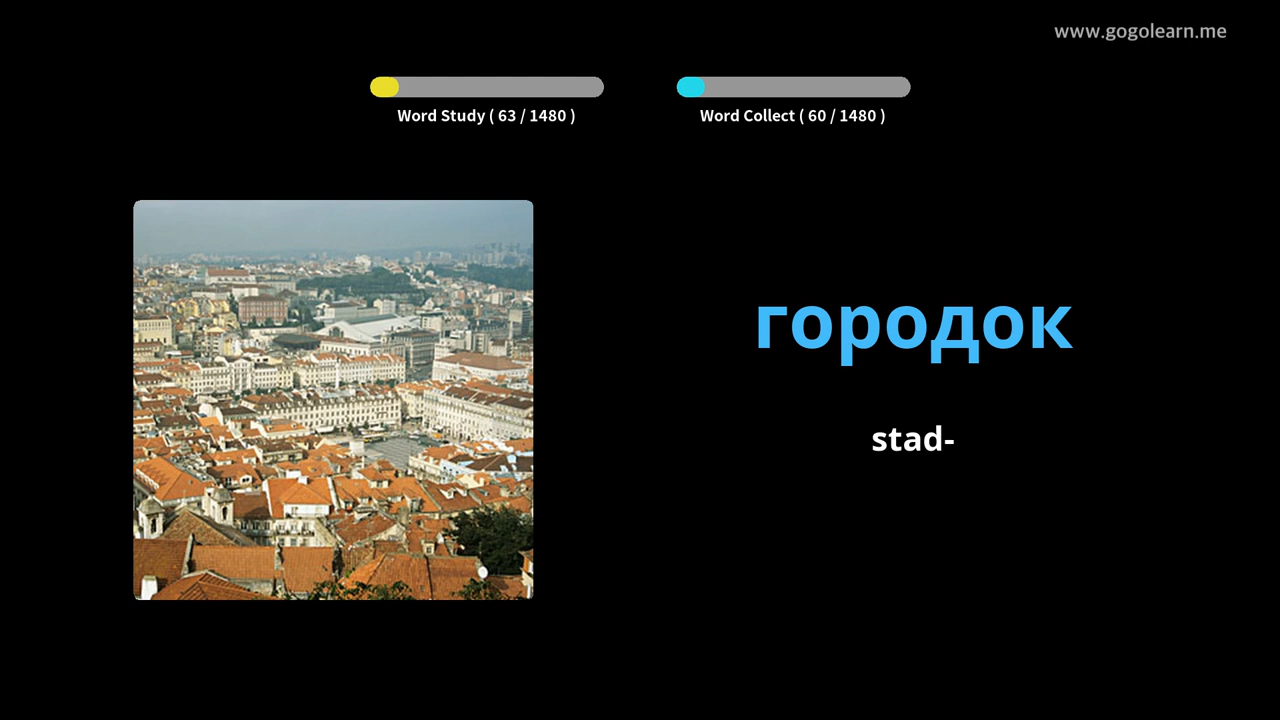 www.gogolearn.me
Word Study ( 63 / 1480 )
Word Collect ( 60 / 1480 )
городок
stad-